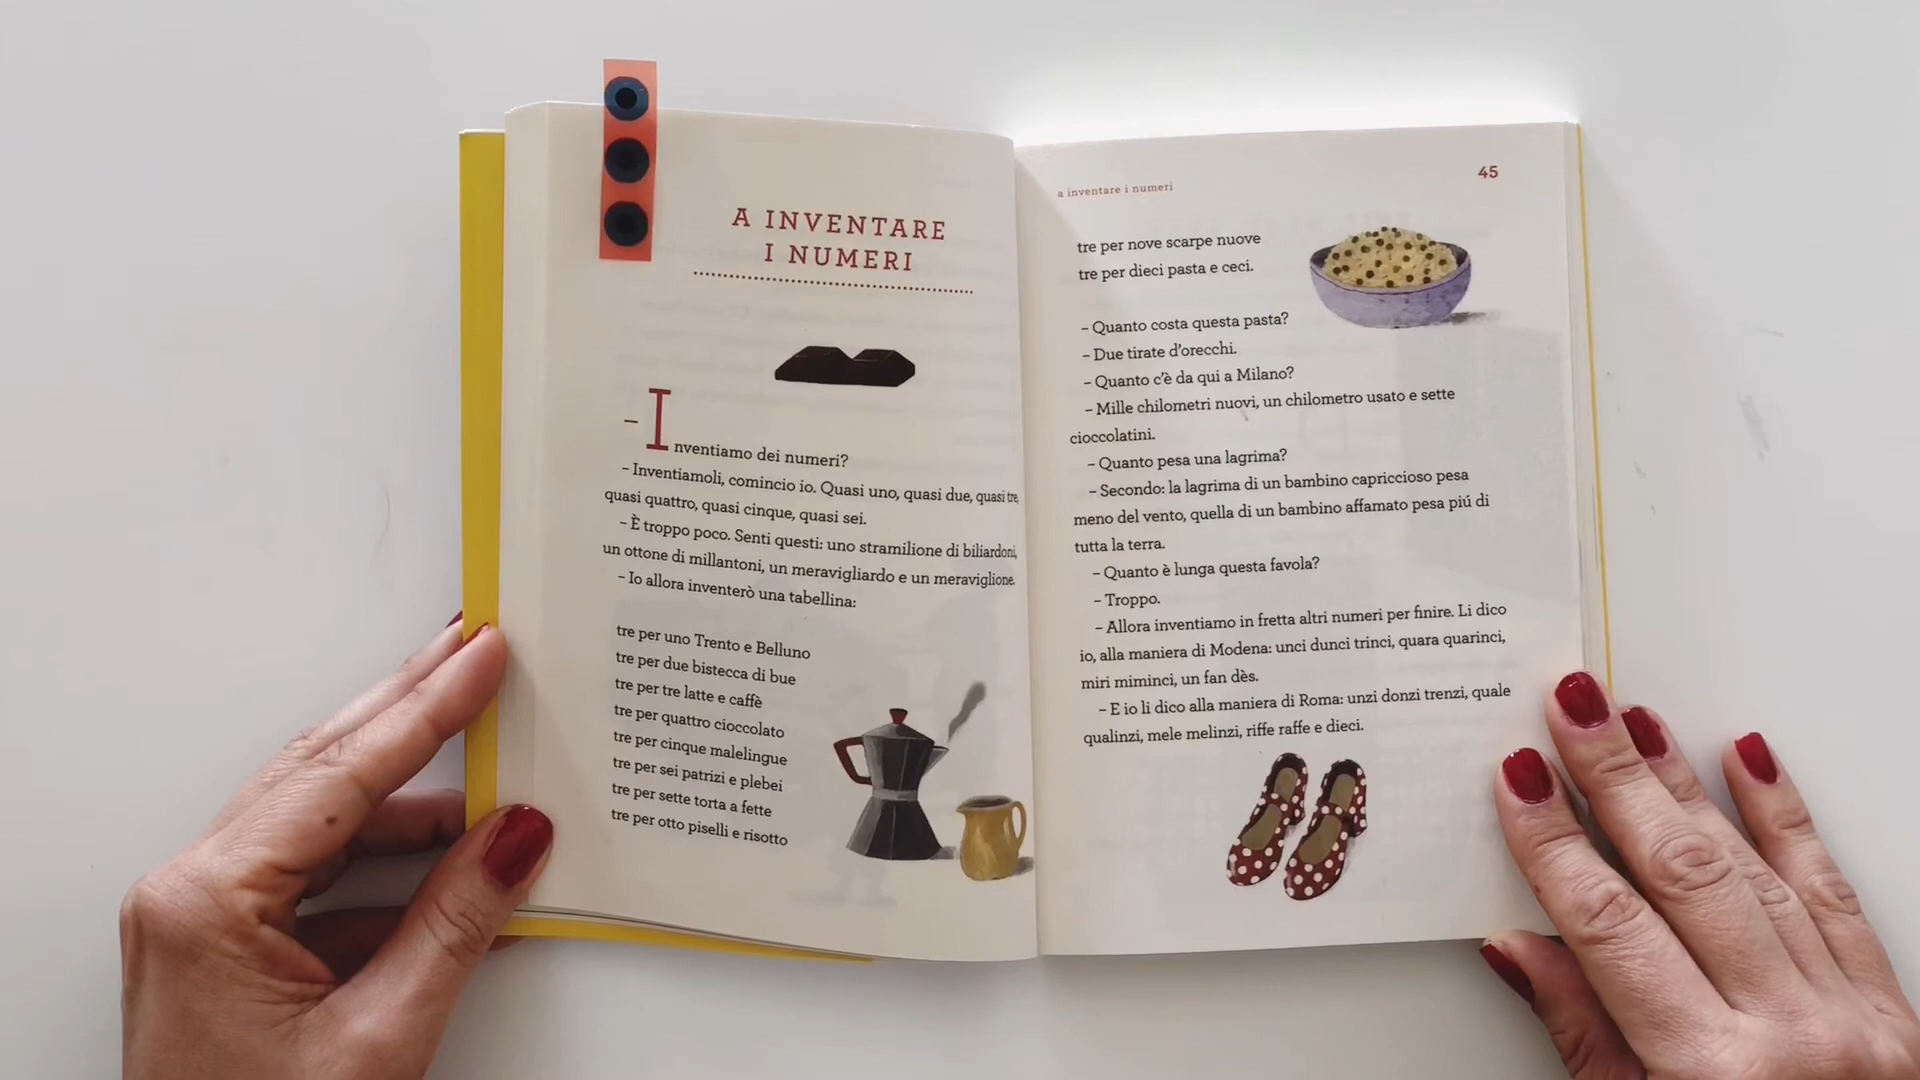 A INVENTARE
I NUMERI
– Inventiamo dei numeri?
– Inventiamoli, comincio io. Quasi uno, quasi due, quasi tre,
quasi quattro, quasi cinque, quasi sei.
– È troppo poco. Senti questi: uno stramilione di biliardoni,
un ottone di millantoni, un meravigliardo e un meraviglione.
– Io allora inventerò una tabellina:
tre per uno Trento e Belluno
tre per due bistecca di bue
tre per tre latte e caffè
tre per quattro cioccolato
tre per cinque malelingue
tre per sei patrizi e plebei
tre per sette torta a fette
tre per otto piselli e risotto
a inventare i numeri
45
tre per nove scarpe nuove
tre per dieci pasta e ceci.
– Quanto costa questa pasta?
– Due tirate d'orecchi.
– Quanto c'è da qui a Milano?
– Mille chilometri nuovi, un chilometro usato e sette
cioccolatini.
– Quanto pesa una lagrima?
– Secondo: la lagrima di un bambino capriccioso pesa
meno del vento, quella di un bambino affamato pesa piú di
tutta la terra.
– Quanto è lunga questa favola?
– Troppo.
– Allora inventiamo in fretta altri numeri per finire. Li dico
io, alla maniera di Modena: unci dunci trinci, quara quarinci,
miri miminci, un fan dès.
– E io li dico alla maniera di Roma: unzi donzi trenzi, quale
qualinzi, mele melinzi, riffe raffe e dieci.